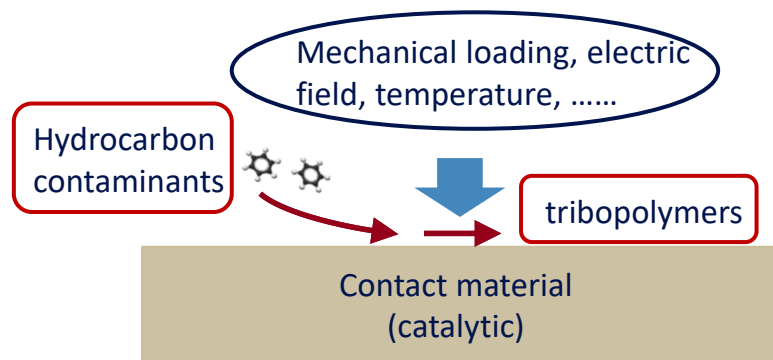 Mechanical loading, electric
field, temperature, ……
Hydrocarbon
contaminants
tribopolymers
Contact material
(catalytic)